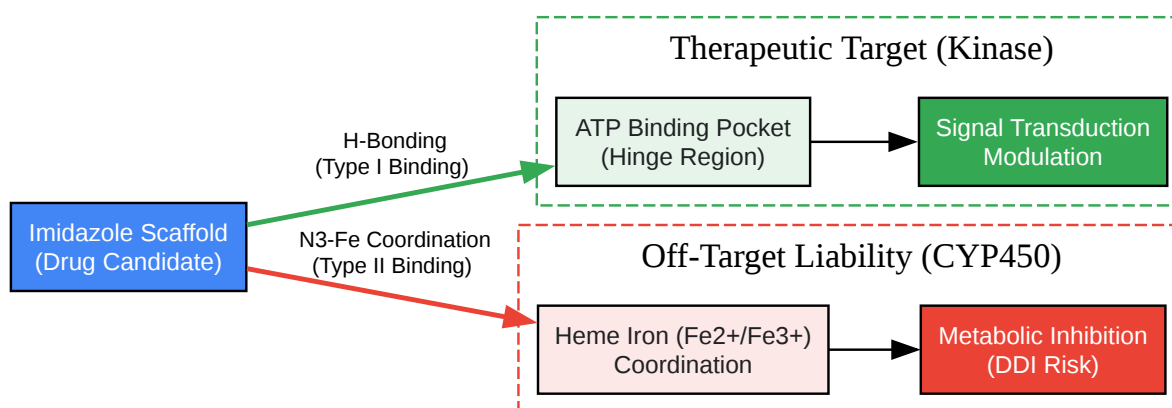 Therapeutic Target (Kinase)
ATP Binding Pocket
(Hinge Region)
Signal Transduction
Modulation
H-Bonding
(Type I Binding)
Imidazole Scaffold
(Drug Candidate)
N3-Fe Coordination
(Type II Binding)
Off-Target Liability (CYP450)
Heme Iron (Fe2+/Fe3+)
Coordination
Metabolic Inhibition
(DDI Risk)